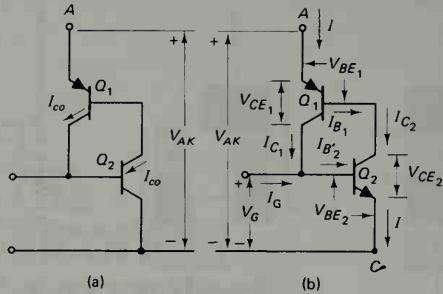 A
+
Q₁
I_co
V_AK
Q₂
I_co
−
(a)
A
I
+
+
V_BE₁
V_CE₁
Q₁
V_AK
I_B₁
I_C₂
I_C₁
I_B'₂
Q₂
V_CE₂
+
I_G
V_G
V_BE₂
I
−
−
C
(b)